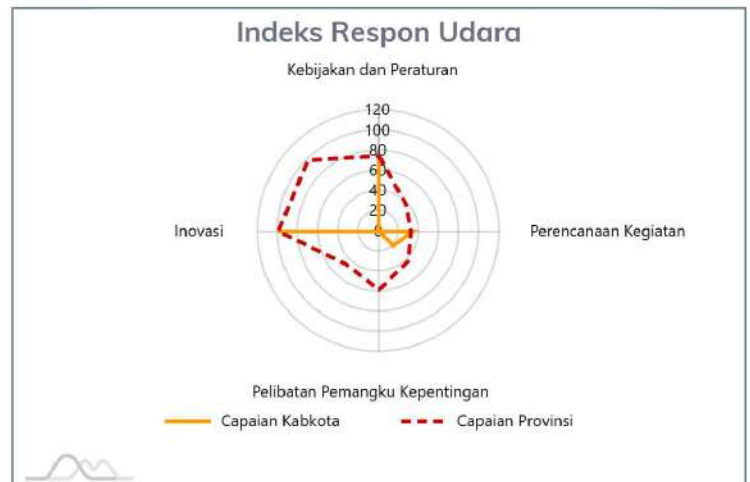 Indeks Respon Udara
Kebijakan dan Peraturan
120
100
80
60
40
20
0
Inovasi
Perencanaan Kegiatan
Pelibatan Pemangku Kepentingan
Capaian Kabkota
Capaian Provinsi